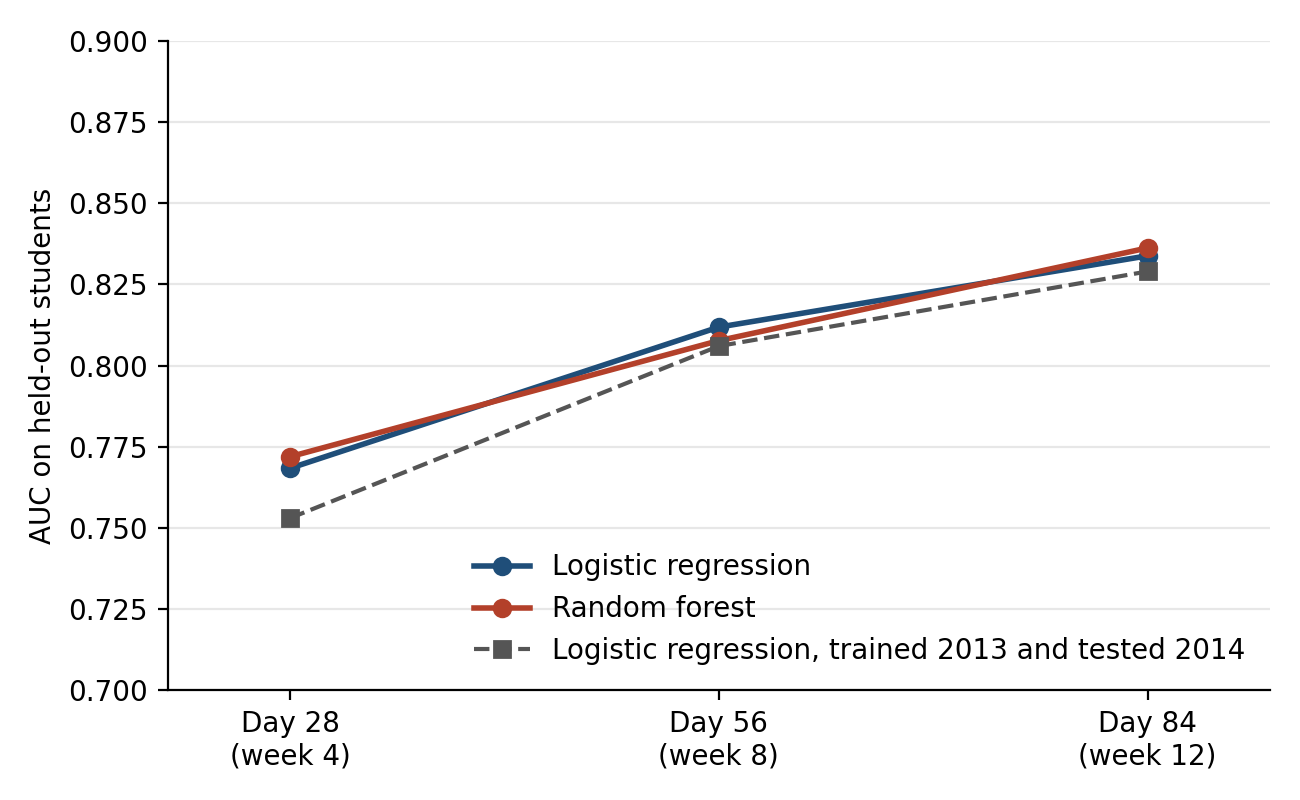 AUC on held-out students
0.900
0.875
0.850
0.825
0.800
0.775
0.750
0.725
0.700
Logistic regression
Random forest
Logistic regression, trained 2013 and tested 2014
Day 28
(week 4)
Day 56
(week 8)
Day 84
(week 12)